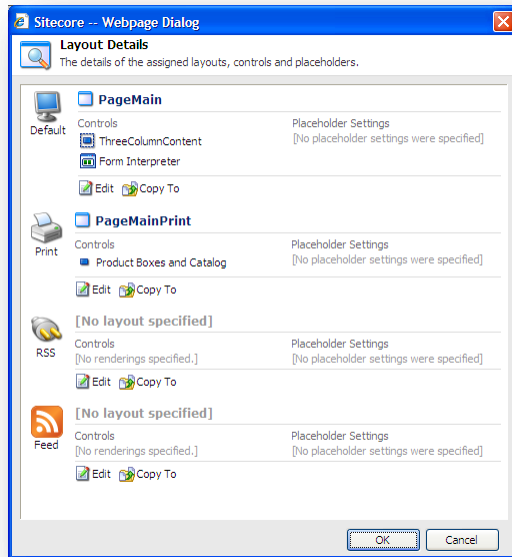 Sitecore -- Webpage Dialog
Layout Details
The details of the assigned layouts, controls and placeholders.
Default
PageMain
Controls
Placeholder Settings
ThreeColumnContent
[No placeholder settings were specified]
Form Interpreter
Edit Copy To
Print
PageMainPrint
Controls
Placeholder Settings
Product Boxes and Catalog
[No placeholder settings were specified]
Edit Copy To
RSS
[No layout specified]
Controls
Placeholder Settings
[No renderings specified.]
[No placeholder settings were specified]
Edit Copy To
Feed
[No layout specified]
Controls
Placeholder Settings
[No renderings specified.]
[No placeholder settings were specified]
Edit Copy To
OK Cancel